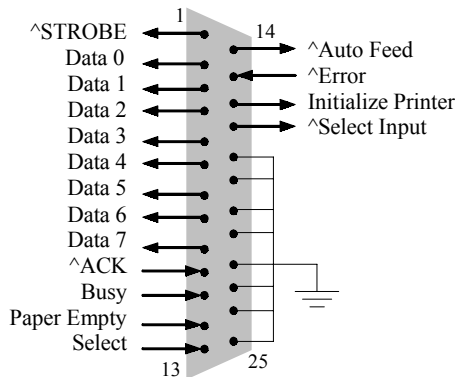 1
^STROBE
Data 0
Data 1
Data 2
Data 3
Data 4
Data 5
Data 6
Data 7
^ACK
Busy
Paper Empty
Select
13
14
^Auto Feed
^Error
Initialize Printer
^Select Input
25